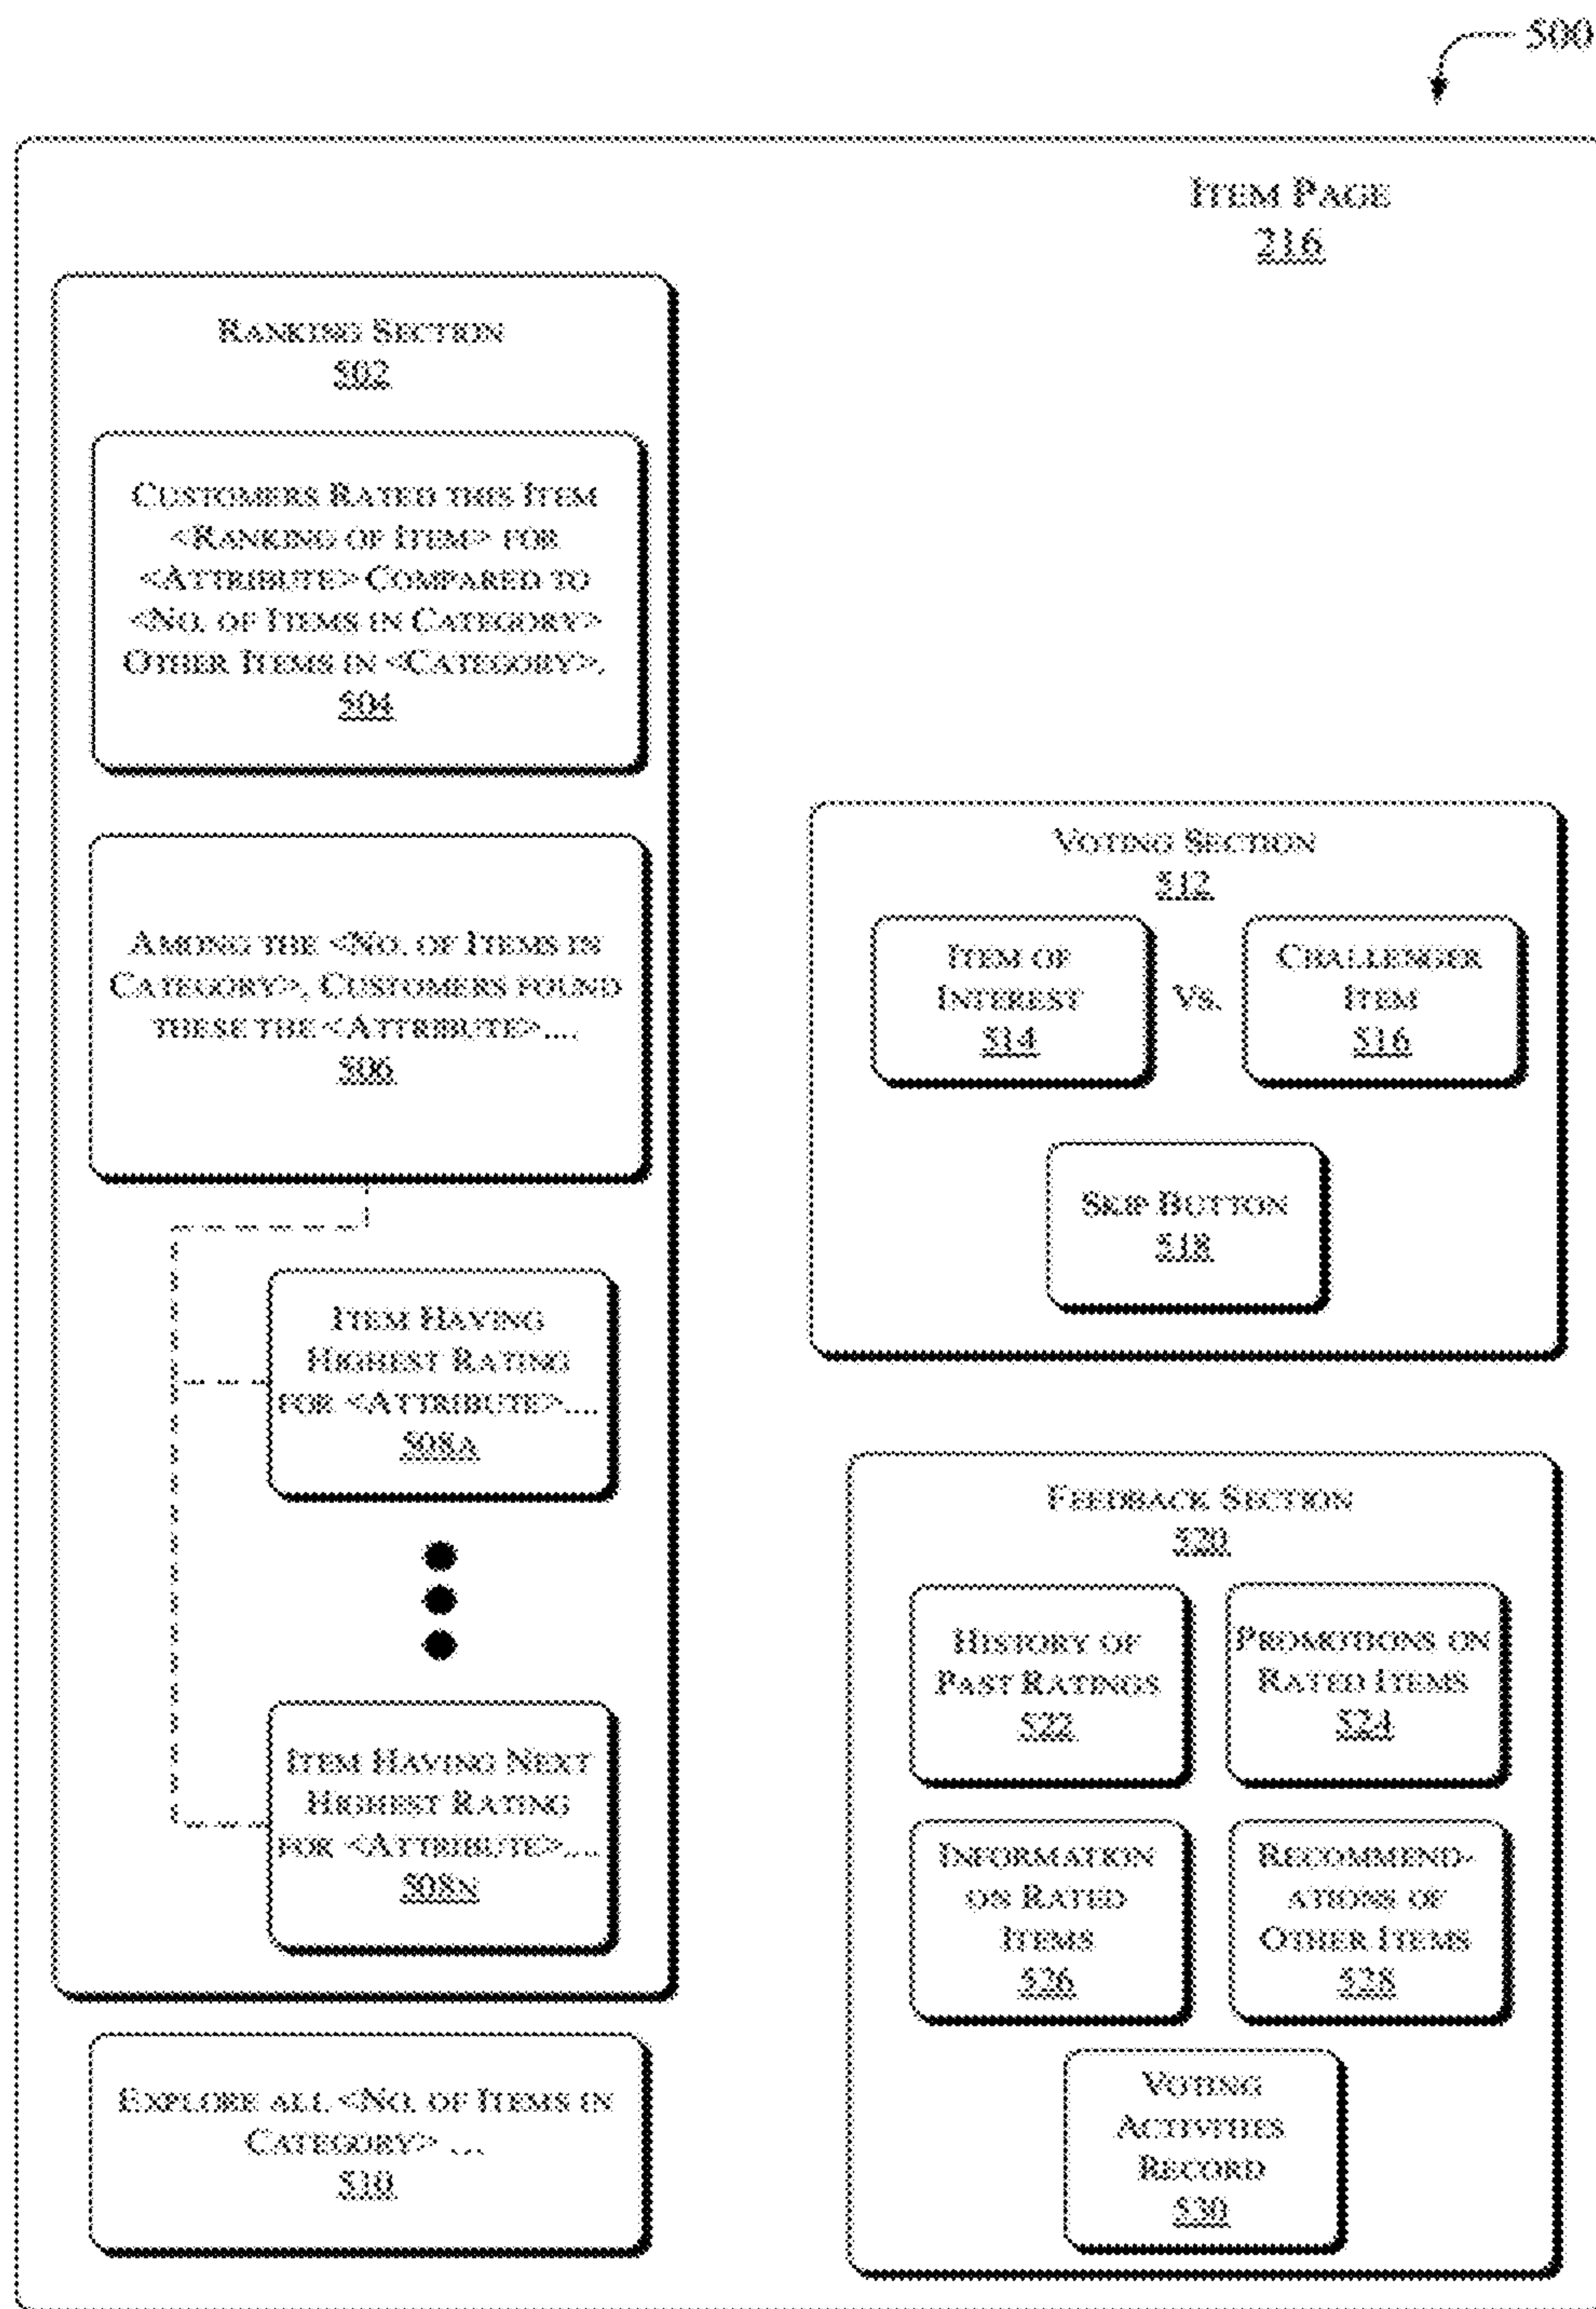 500
ITEM PAGE
216
RANKING SECTION
502
CUSTOMERS RATED THIS ITEM
<RANKING OF ITEM> FOR
<ATTRIBUTE> COMPARED TO
<NO. OF ITEMS IN CATEGORY>
OTHER ITEMS IN <CATEGORY>.
504
AMONG THE <NO. OF ITEMS IN
CATEGORY>, CUSTOMERS FOUND
THESE THE <ATTRIBUTE>....
506
ITEM HAVING
HIGHEST RATING
FOR <ATTRIBUTE>....
508A
ITEM HAVING NEXT
HIGHEST RATING
FOR <ATTRIBUTE>....
508N
EXPLORE ALL <NO. OF ITEMS IN
CATEGORY> ...
510
VOTING SECTION
512
ITEM OF
INTEREST
514
VS.
CHALLENGER
ITEM
516
SKIP BUTTON
518
FEEDBACK SECTION
520
HISTORY OF
PAST RATINGS
522
PROMOTIONS ON
RATED ITEMS
524
INFORMATION
ON RATED
ITEMS
526
RECOMMEND-
ATIONS OF
OTHER ITEMS
528
VOTING
ACTIVITIES
RECORD
530